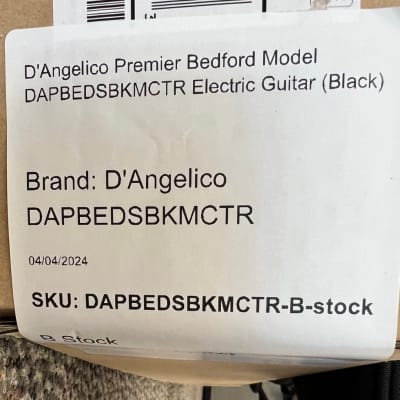 D'Angelico Premier Bedford Model
DAPBEDSBKMCTR Electric Guitar (Black)
Brand: D'Angelico
DAPBEDSBKMCTR
04/04/2024
SKU: DAPBEDSBKMCTR-B-stock
B Stock